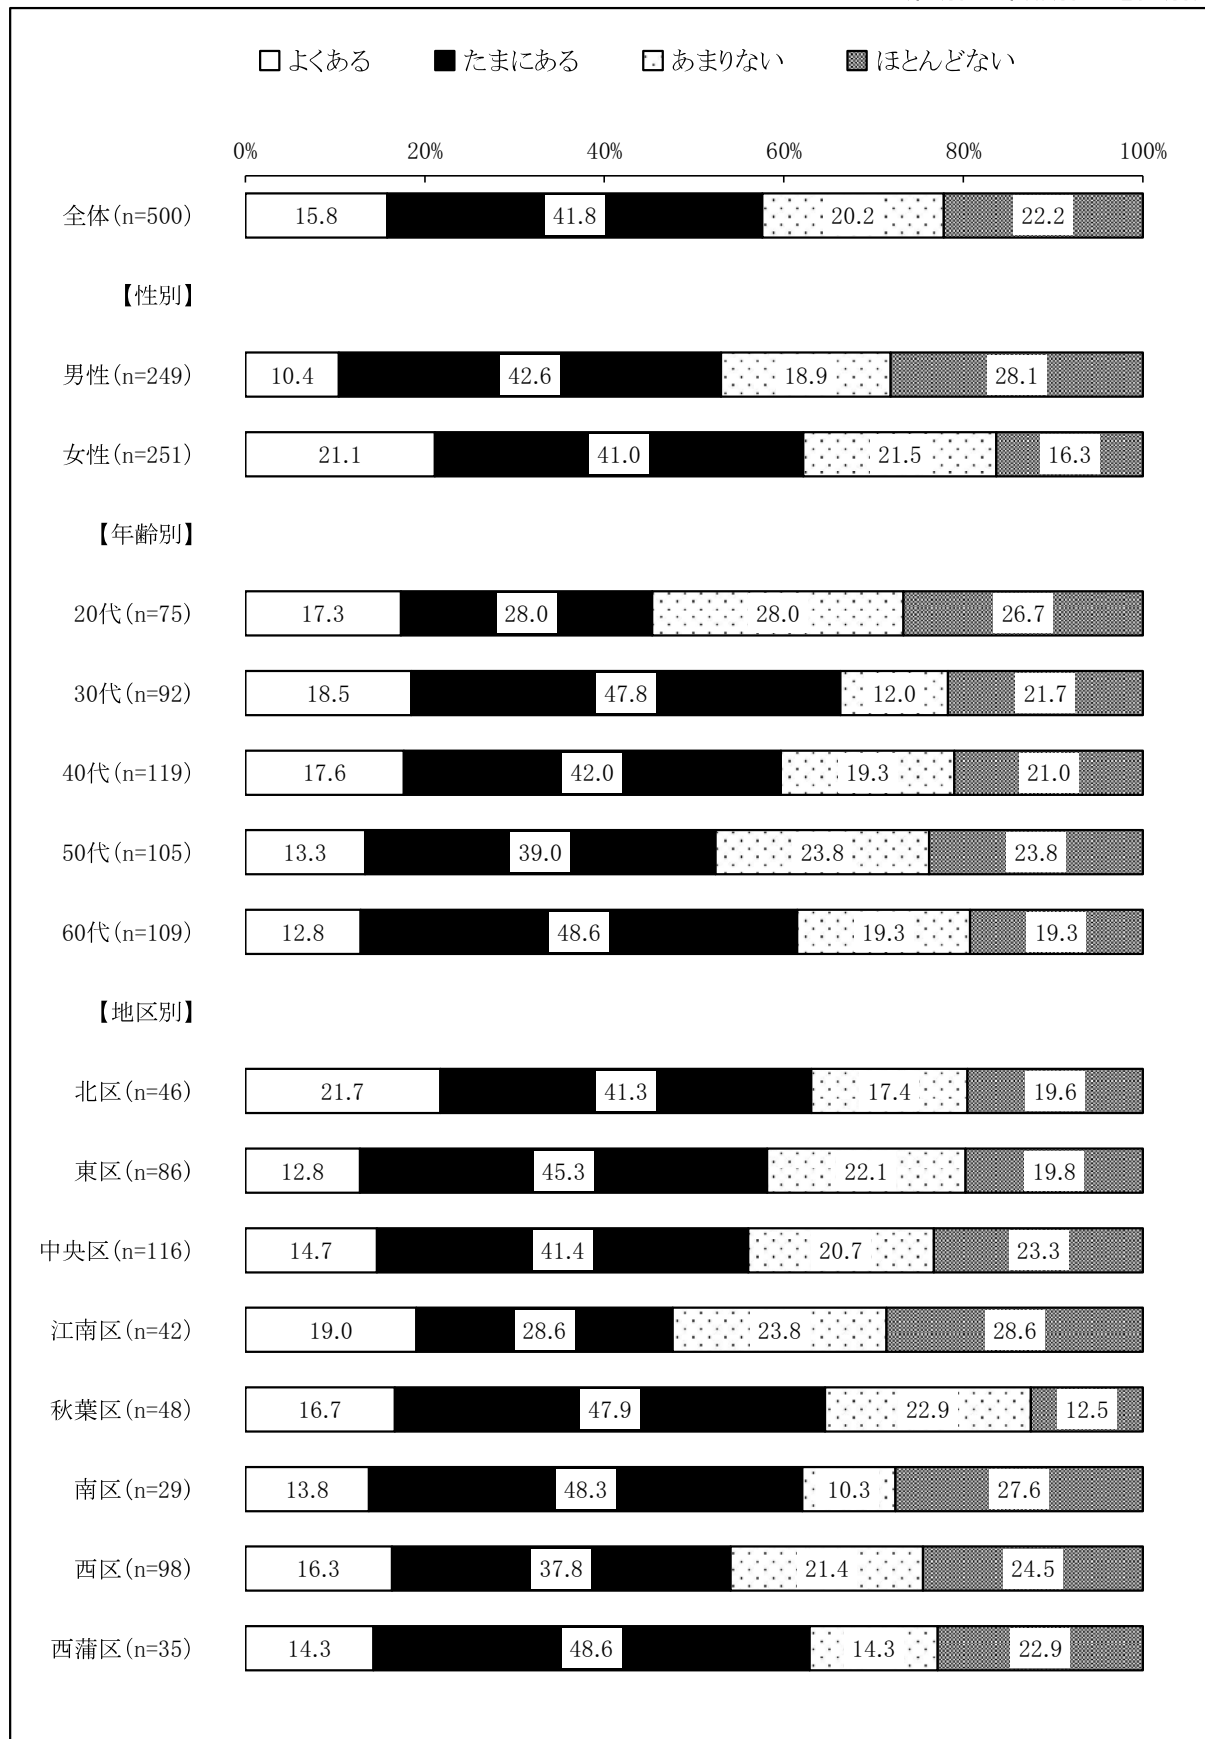 よくある たまにある あまりない ほとんどない
0% 20% 40% 60% 80% 100%
全体(n=500) 15.8 41.8 20.2 22.2
【性別】
男性(n=249) 10.4 42.6 18.9 28.1
女性(n=251) 21.1 41.0 21.5 16.3
【年齢別】
20代(n=75) 17.3 28.0 28.0 26.7
30代(n=92) 18.5 47.8 12.0 21.7
40代(n=119) 17.6 42.0 19.3 21.0
50代(n=105) 13.3 39.0 23.8 23.8
60代(n=109) 12.8 48.6 19.3 19.3
【地区別】
北区(n=46) 21.7 41.3 17.4 19.6
東区(n=86) 12.8 45.3 22.1 19.8
中央区(n=116) 14.7 41.4 20.7 23.3
江南区(n=42) 19.0 28.6 23.8 28.6
秋葉区(n=48) 16.7 47.9 22.9 12.5
南区(n=29) 13.8 48.3 10.3 27.6
西区(n=98) 16.3 37.8 21.4 24.5
西蒲区(n=35) 14.3 48.6 14.3 22.9